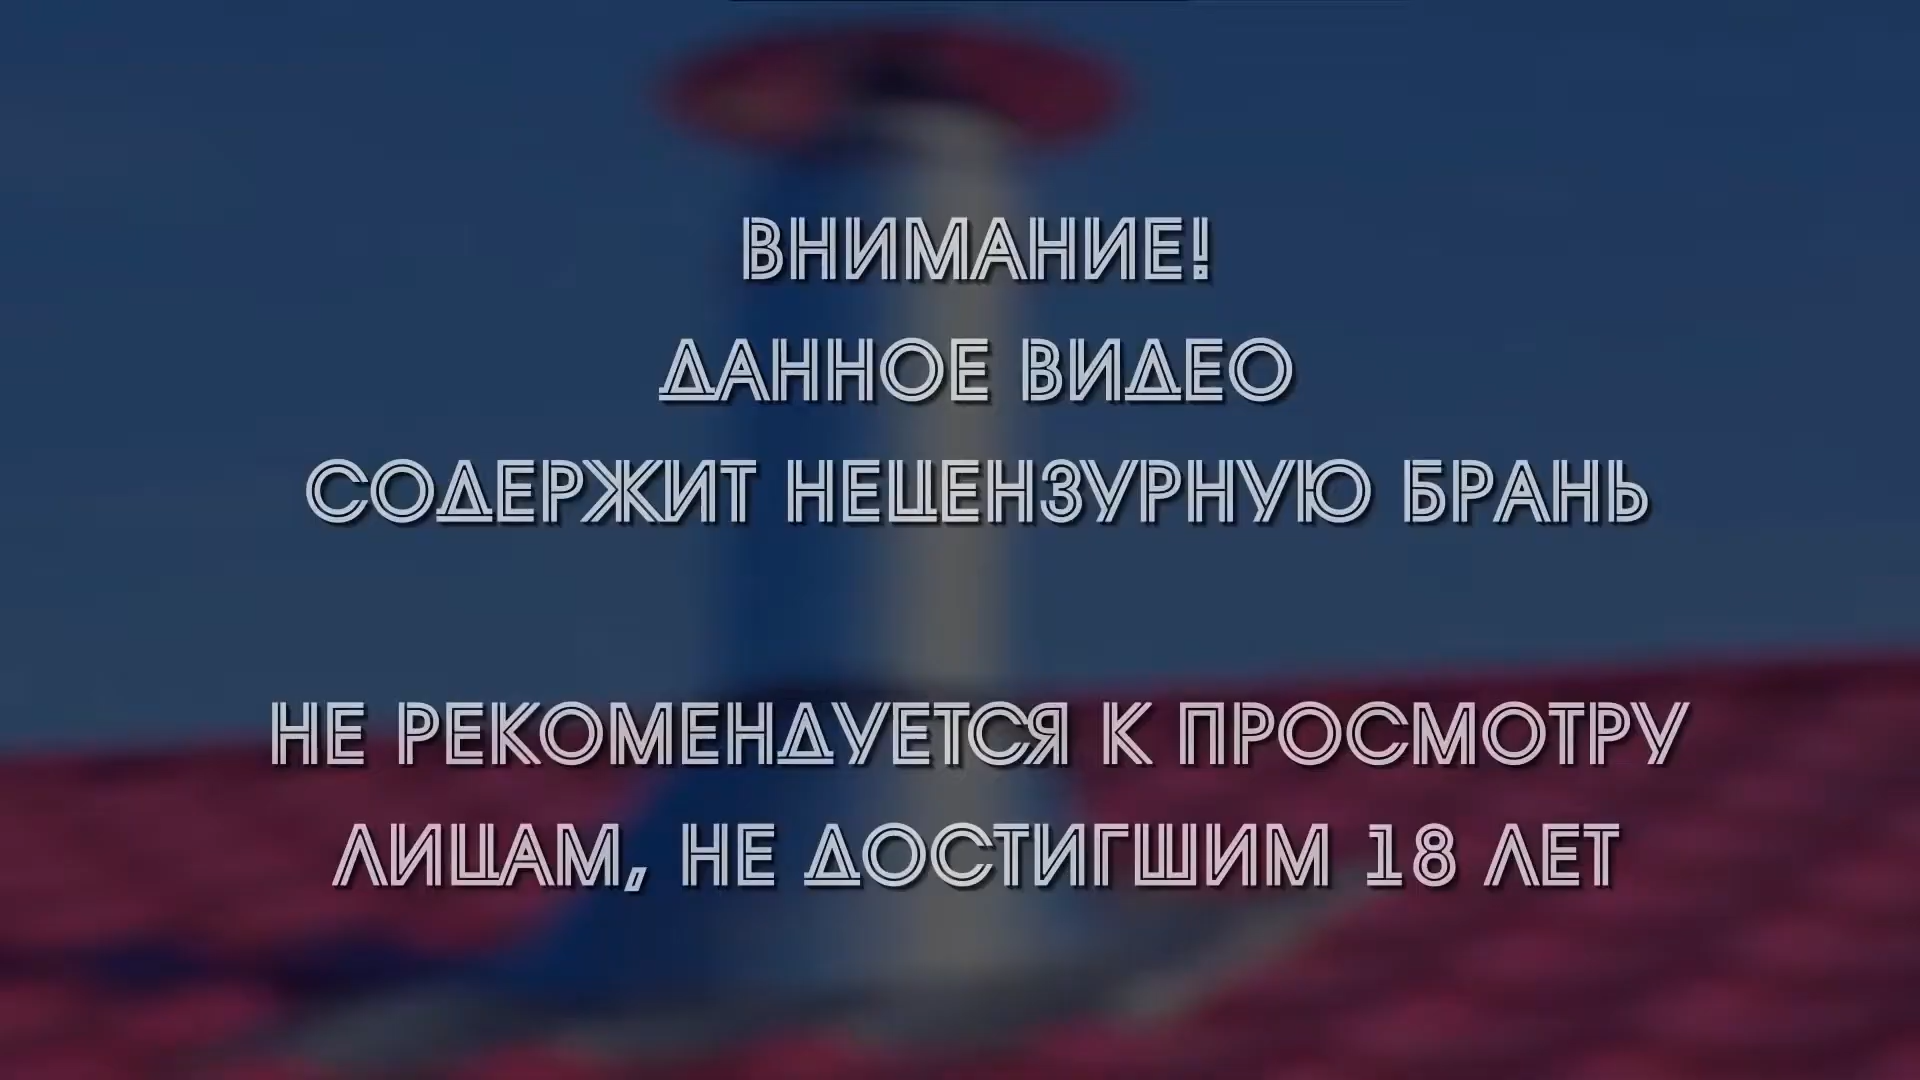 ВНИМАНИЕ!
ДАННОЕ ВИДЕО
СОДЕРЖИТ НЕЦЕНЗУРНУЮ БРАНЬ
НЕ РЕКОМЕНДУЕТСЯ К ПРОСМОТРУ
ЛИЦАМ, НЕ ДОСТИГШИМ 18 ЛЕТ